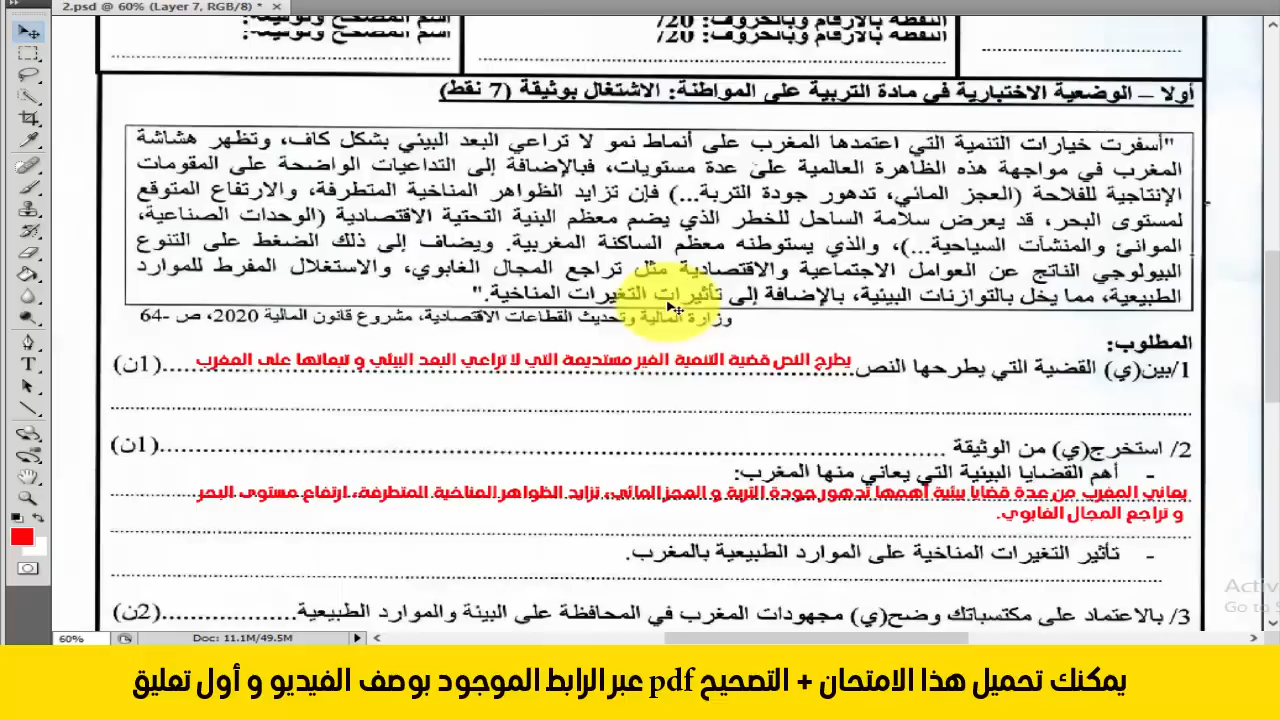 2.psd @ 60% (Layer 7, RGB/8) *
النقطة بالأرقام وبالحروف: 20/
اسم المصحح وتوقيعه:
النقطة بالأرقام وبالحروف: 20/
اسم المصحح وتوقيعه:
أولا – الوضعية الاختبارية في مادة التربية على المواطنة: الاشتغال بوثيقة (7 نقط)
"أسفرت خيارات التنمية التي اعتمدها المغرب على أنماط نمو لا تراعي البعد البيئي بشكل كاف، وتظهر هشاشة
المغرب في مواجهة هذه الظاهرة العالمية على عدة مستويات، فبالإضافة إلى التداعيات الواضحة على المقومات
الإنتاجية للفلاحة (العجز المائي، تدهور جودة التربة...) فإن تزايد الظواهر المناخية المتطرفة، والارتفاع المتوقع
لمستوى البحر، قد يعرض سلامة الساحل للخطر الذي يضم معظم البنية التحتية الاقتصادية (الوحدات الصناعية،
الموانئ والمنشآت السياحية...)، والذي يستوطنه معظم الساكنة المغربية. ويضاف إلى ذلك الضغط على التنوع
البيولوجي الناتج عن العوامل الاجتماعية والاقتصادية مثل تراجع المجال الغابوي، والاستغلال المفرط للموارد
الطبيعية، مما يخل بالتوازنات البيئية، بالإضافة إلى تأثيرات التغيرات المناخية."
وزارة المالية وتحديث القطاعات الاقتصادية، مشروع قانون المالية 2020، ص -64
المطلوب:
1/بين(ي) القضية التي يطرحها النص يطرح النص قضية التنمية الغير مستديمة التي لا تراعي البعد البيئي و تبعاتها على المغرب (1ن)
2/ استخرج(ي) من الوثيقة (1ن)
- أهم القضايا البيئية التي يعاني منها المغرب:
يعاني المغرب من عدة قضايا بيئية أهمها تدهور جودة التربة و العجز المائي، تزايد الظواهر المناخية المتطرفة، ارتفاع مستوى البحر
و تراجع المجال الغابوي.
- تأثير التغيرات المناخية على الموارد الطبيعية بالمغرب.
3/ بالاعتماد على مكتسباتك وضح(ي) مجهودات المغرب في المحافظة على البيئة والموارد الطبيعية (2ن)
Activ
Go to S
60%
Doc: 11.1M/49.5M
يمكنك تحميل هذا الامتحان + التصحيح pdf عبر الرابط الموجود بوصف الفيديو و أول تعليق